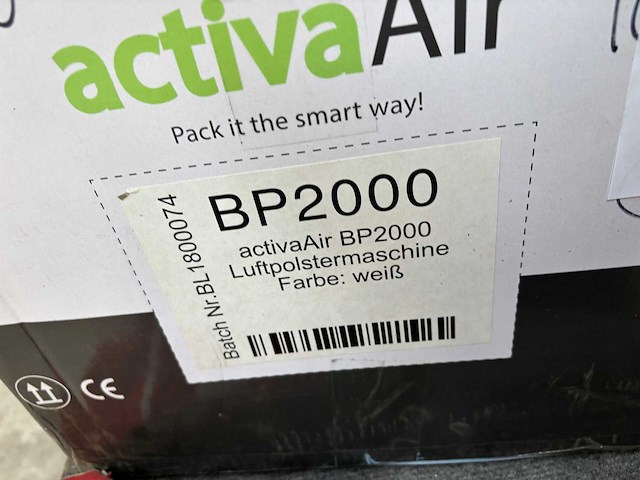 activaAir
Pack it the smart way!
BP2000
activaAir BP2000
Luftpolstermaschine
Farbe: weiß
Batch Nr.BL1800074
CE